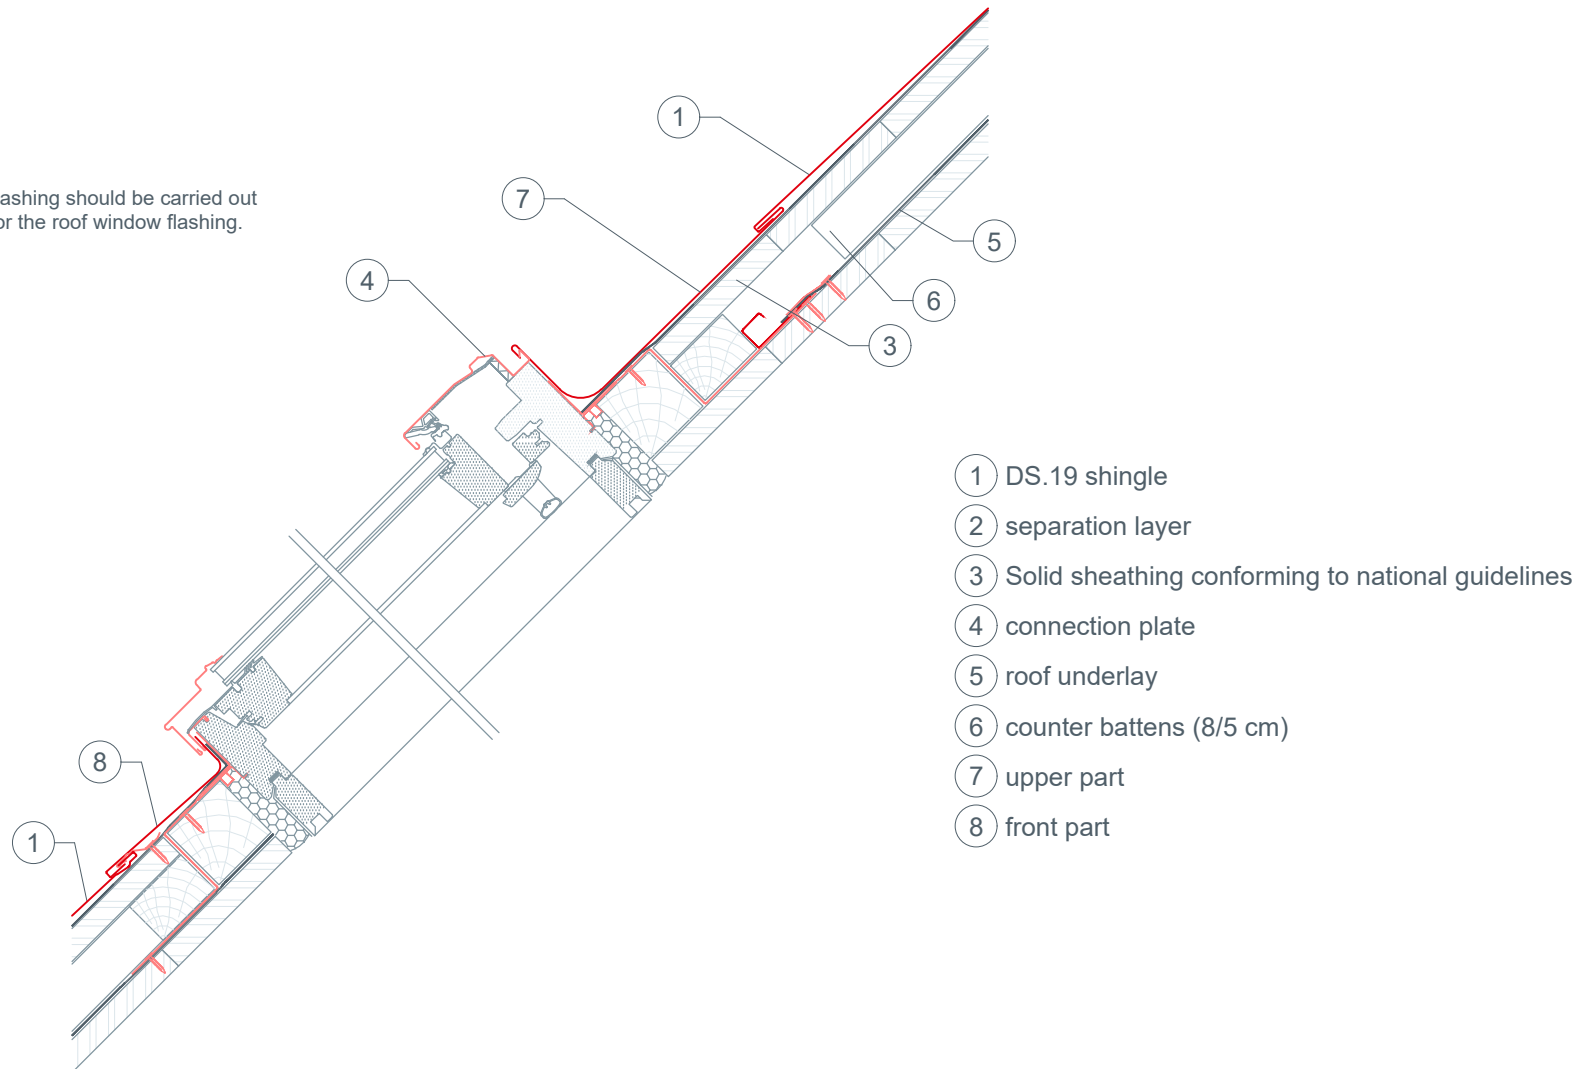 1
7
ashing should be carried out
or the roof window flashing.
5
4
6
3
1 DS.19 shingle
2 separation layer
3 Solid sheathing conforming to national guidelines
4 connection plate
5 roof underlay
6 counter battens (8/5 cm)
7 upper part
8 front part
8
1